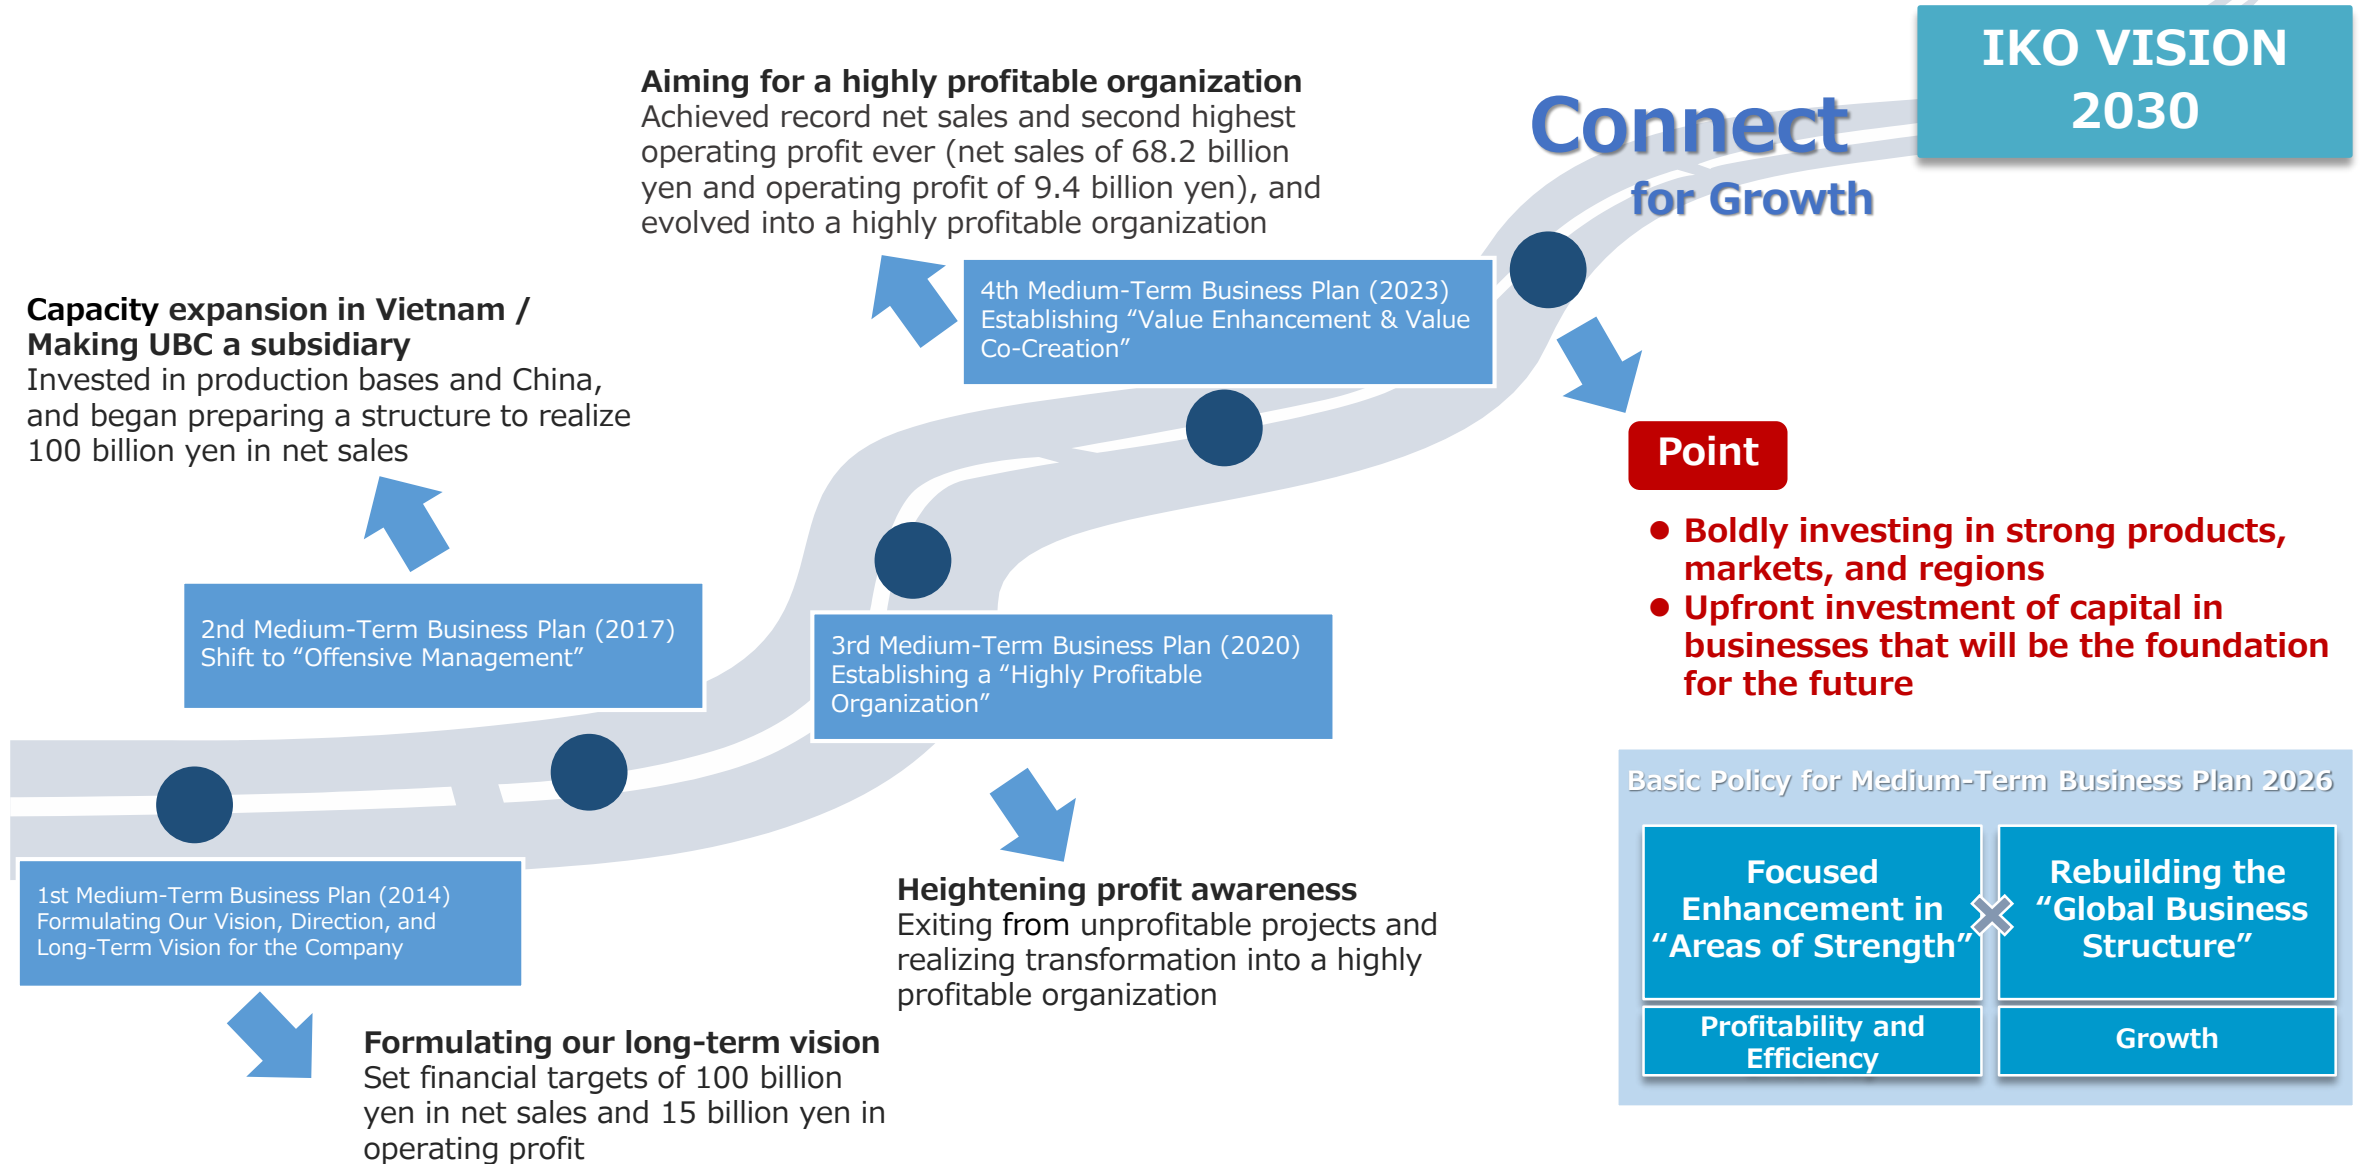 IKO VISION
2030
Connect
for Growth
Aiming for a highly profitable organization
Achieved record net sales and second highest
operating profit ever (net sales of 68.2 billion
yen and operating profit of 9.4 billion yen), and
evolved into a highly profitable organization
4th Medium-Term Business Plan (2023)
Establishing “Value Enhancement & Value
Co-Creation”
Capacity expansion in Vietnam /
Making UBC a subsidiary
Invested in production bases and China,
and began preparing a structure to realize
100 billion yen in net sales
2nd Medium-Term Business Plan (2017)
Shift to “Offensive Management”
3rd Medium-Term Business Plan (2020)
Establishing a “Highly Profitable
Organization”
1st Medium-Term Business Plan (2014)
Formulating Our Vision, Direction, and
Long-Term Vision for the Company
Formulating our long-term vision
Set financial targets of 100 billion
yen in net sales and 15 billion yen in
operating profit
Heightening profit awareness
Exiting from unprofitable projects and
realizing transformation into a highly
profitable organization
Point
● Boldly investing in strong products,
markets, and regions
● Upfront investment of capital in
businesses that will be the foundation
for the future
Basic Policy for Medium-Term Business Plan 2026
Focused
Enhancement in
“Areas of Strength”
Rebuilding the
“Global Business
Structure”
Profitability and
Efficiency
Growth